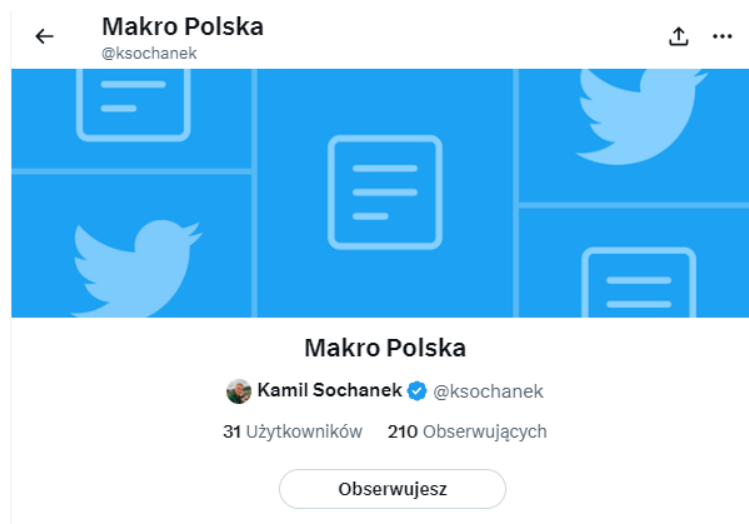 Makro Polska
@ksochanek
Makro Polska
Kamil Sochanek @ksochanek
31 Użytkowników 210 Obserwujących
Obserwujesz